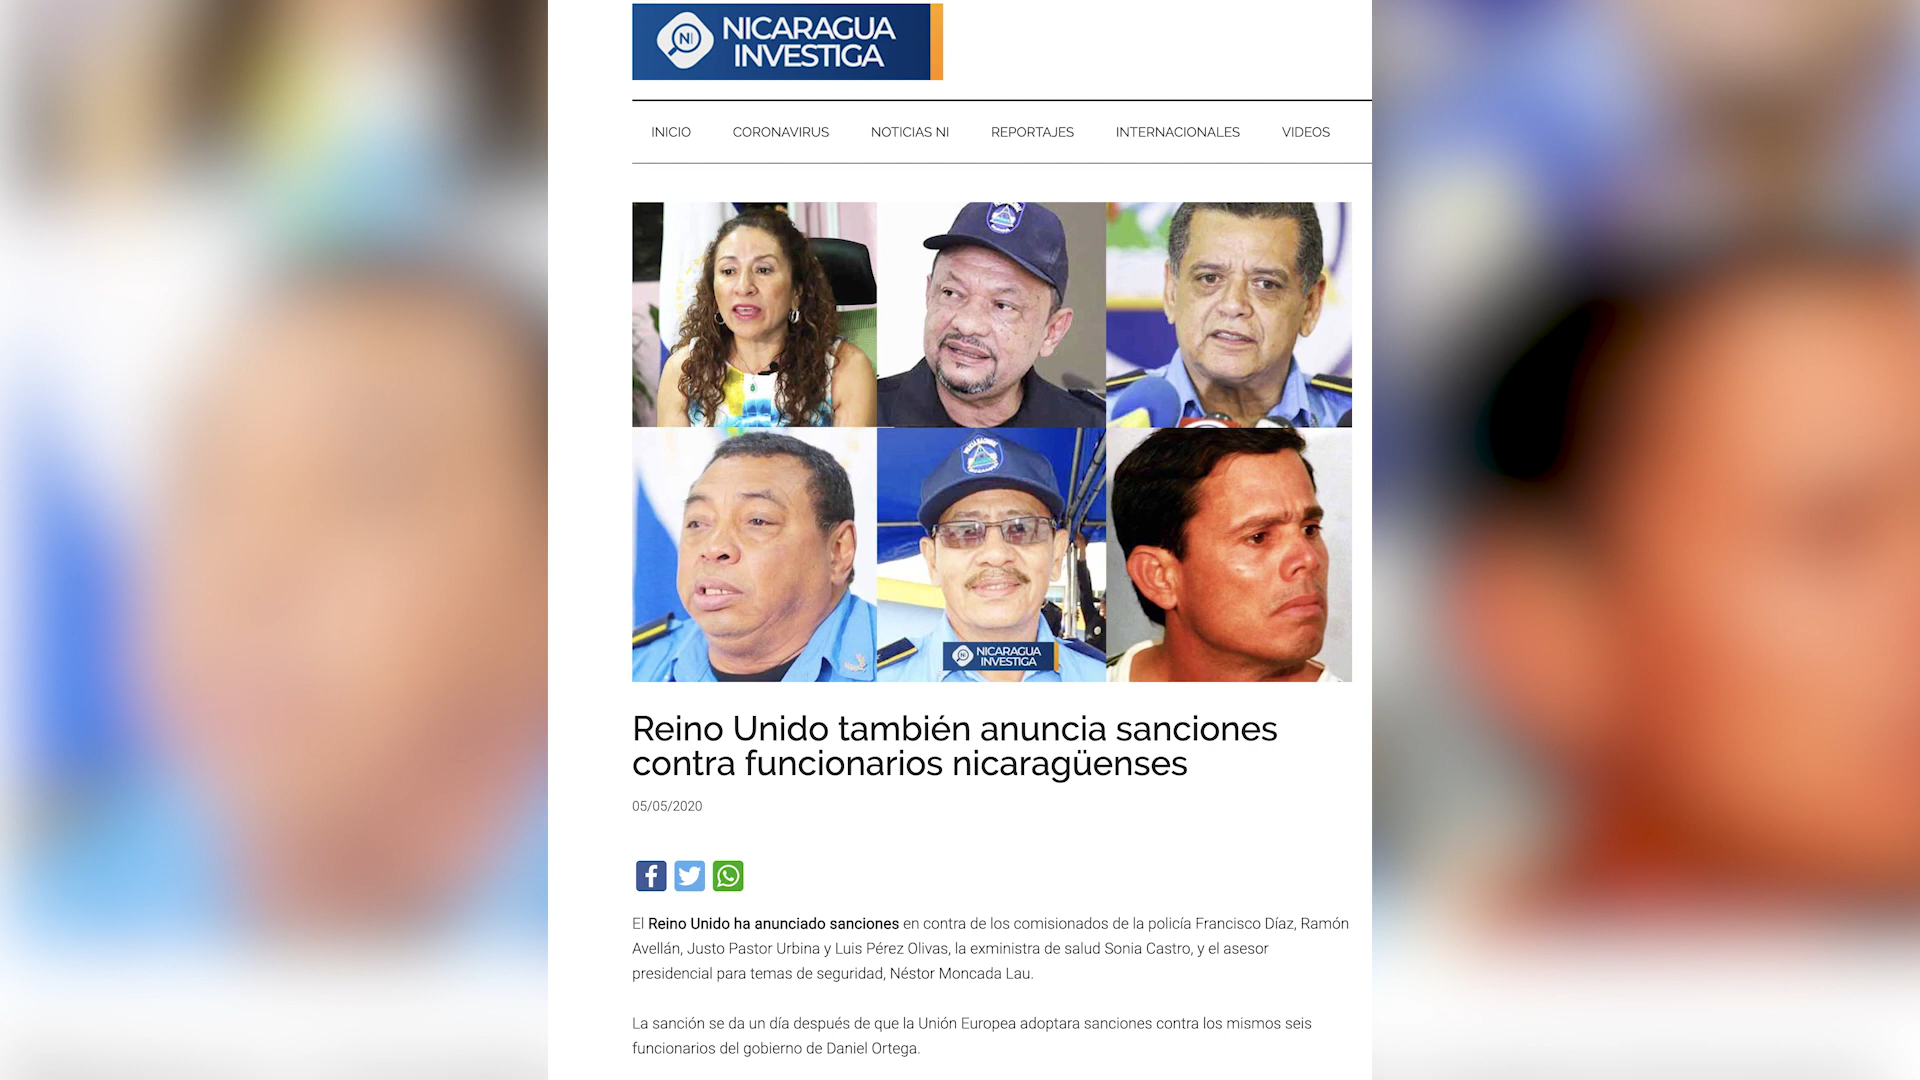 NICARAGUA
INVESTIGA
INICIO CORONAVIRUS NOTICIAS NI REPORTAJES INTERNACIONALES VIDEOS
NICARAGUA
INVESTIGA
Reino Unido también anuncia sanciones
contra funcionarios nicaragüenses
05/05/2020
El Reino Unido ha anunciado sanciones en contra de los comisionados de la policía Francisco Díaz, Ramón
Avellán, Justo Pastor Urbina y Luis Pérez Olivas, la exministra de salud Sonia Castro, y el asesor
presidencial para temas de seguridad, Néstor Moncada Lau.
La sanción se da un día después de que la Unión Europea adoptara sanciones contra los mismos seis
funcionarios del gobierno de Daniel Ortega.